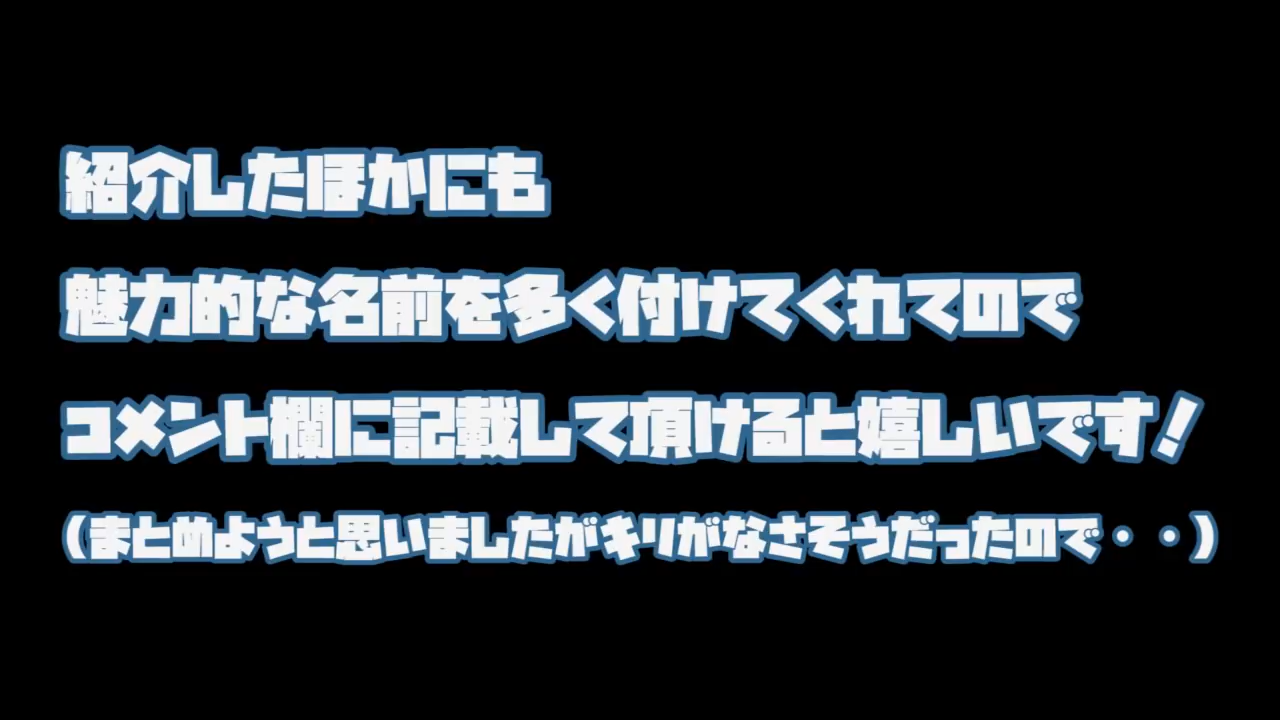 紹介したほかにも
魅力的な名前を多く付けてくれてので
コメント欄に記載して頂けると嬉しいです！
（まとめようと思いましたがキリがなさそうだったので・・）